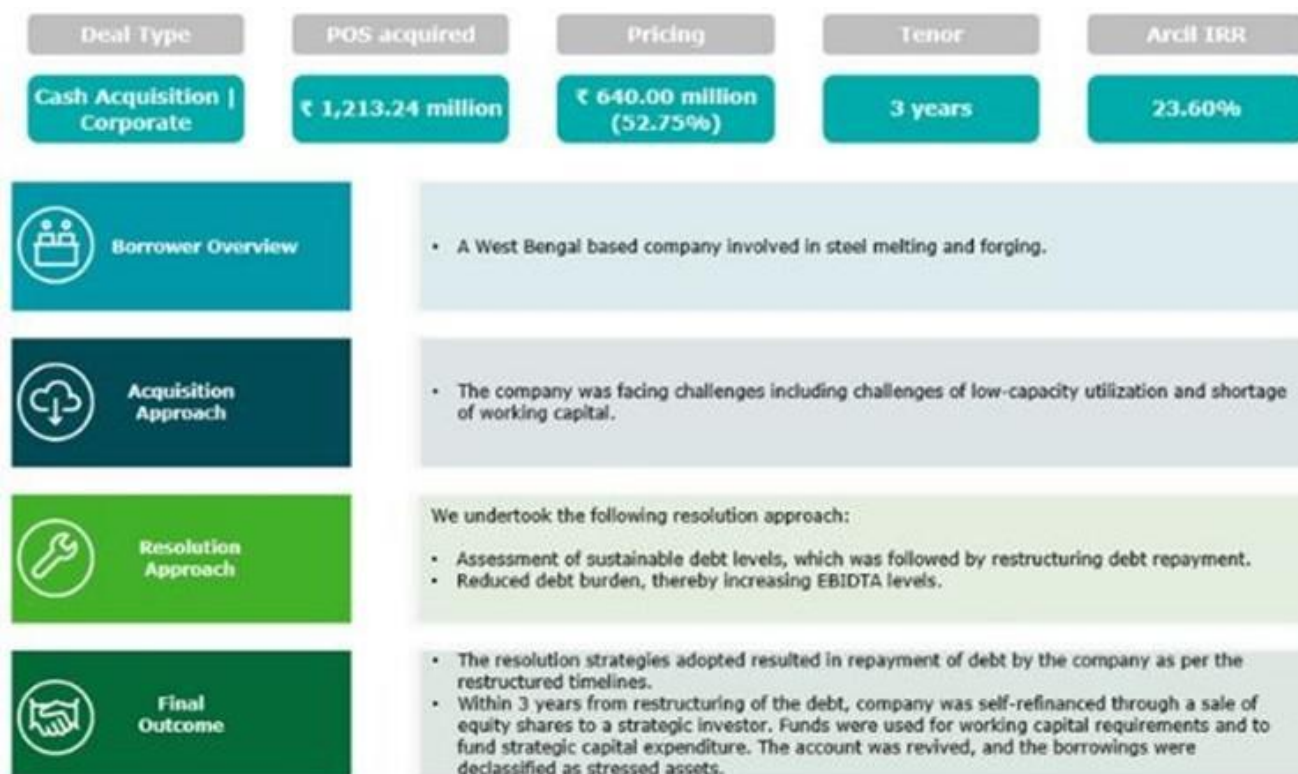 Deal Type
POS acquired
Pricing
Tenor
Arcil IRR
Cash Acquisition |
Corporate
₹ 1,213.24 million
₹ 640.00 million
(52.75%)
3 years
23.60%
Borrower Overview
• A West Bengal based company involved in steel melting and forging.
Acquisition
Approach
• The company was facing challenges including challenges of low-capacity utilization and shortage
of working capital.
Resolution
Approach
We undertook the following resolution approach:
• Assessment of sustainable debt levels, which was followed by restructuring debt repayment.
• Reduced debt burden, thereby increasing EBIDTA levels.
Final
Outcome
• The resolution strategies adopted resulted in repayment of debt by the company as per the
restructured timelines.
• Within 3 years from restructuring of the debt, company was self-refinanced through a sale of
equity shares to a strategic investor. Funds were used for working capital requirements and to
fund strategic capital expenditure. The account was revived, and the borrowings were
declassified as stressed assets.